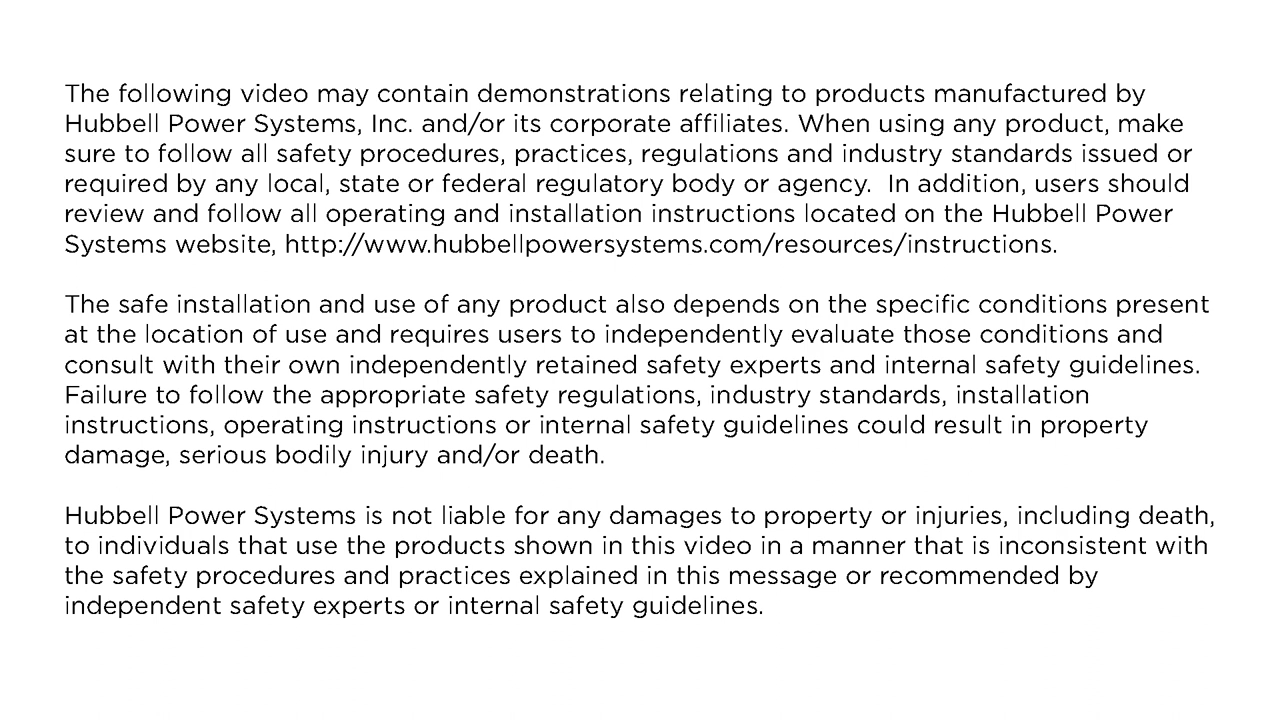 The following video may contain demonstrations relating to products manufactured by
Hubbell Power Systems, Inc. and/or its corporate affiliates. When using any product, make
sure to follow all safety procedures, practices, regulations and industry standards issued or
required by any local, state or federal regulatory body or agency.  In addition, users should
review and follow all operating and installation instructions located on the Hubbell Power
Systems website, http://www.hubbellpowersystems.com/resources/instructions.

The safe installation and use of any product also depends on the specific conditions present
at the location of use and requires users to independently evaluate those conditions and
consult with their own independently retained safety experts and internal safety guidelines.
Failure to follow the appropriate safety regulations, industry standards, installation
instructions, operating instructions or internal safety guidelines could result in property
damage, serious bodily injury and/or death.

Hubbell Power Systems is not liable for any damages to property or injuries, including death,
to individuals that use the products shown in this video in a manner that is inconsistent with
the safety procedures and practices explained in this message or recommended by
independent safety experts or internal safety guidelines.